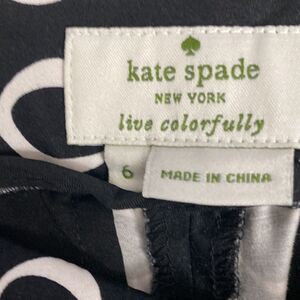 kate spade
NEW YORK
live colorfully
6
MADE IN CHINA